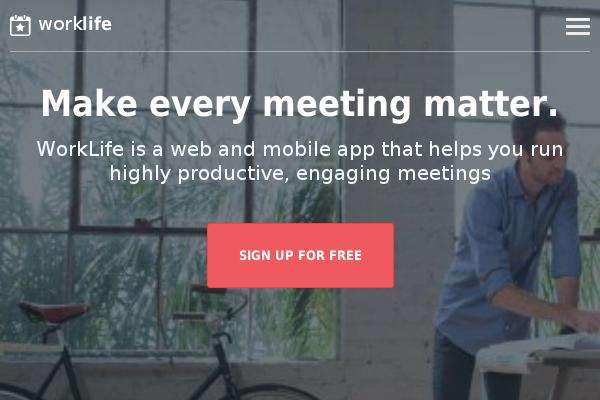 worklife
Make every meeting matter.
WorkLife is a web and mobile app that helps you run
highly productive, engaging meetings
SIGN UP FOR FREE